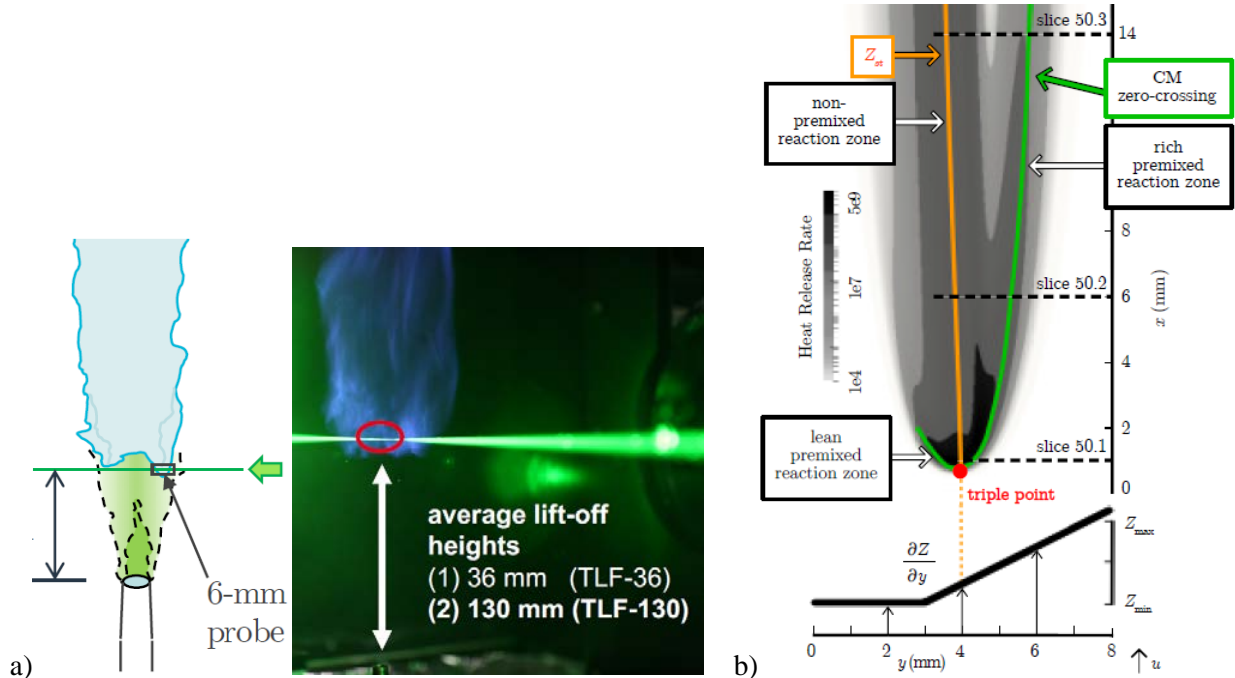 6-mm
probe
a)
average lift-off
heights
(1) 36 mm (TLF-36)
(2) 130 mm (TLF-130)
slice 50.3
14
Z_st
CM
zero-crossing
non-
premixed
reaction zone
rich
premixed
reaction zone
Heat Release Rate
5e9
1e7
1e4
8
slice 50.2
6
x (mm)
4
2
lean
premixed
reaction zone
slice 50.1
0
triple point
∂Z
∂y
Z_max
Z_min
0
2
4
6
8
y (mm)
u
b)